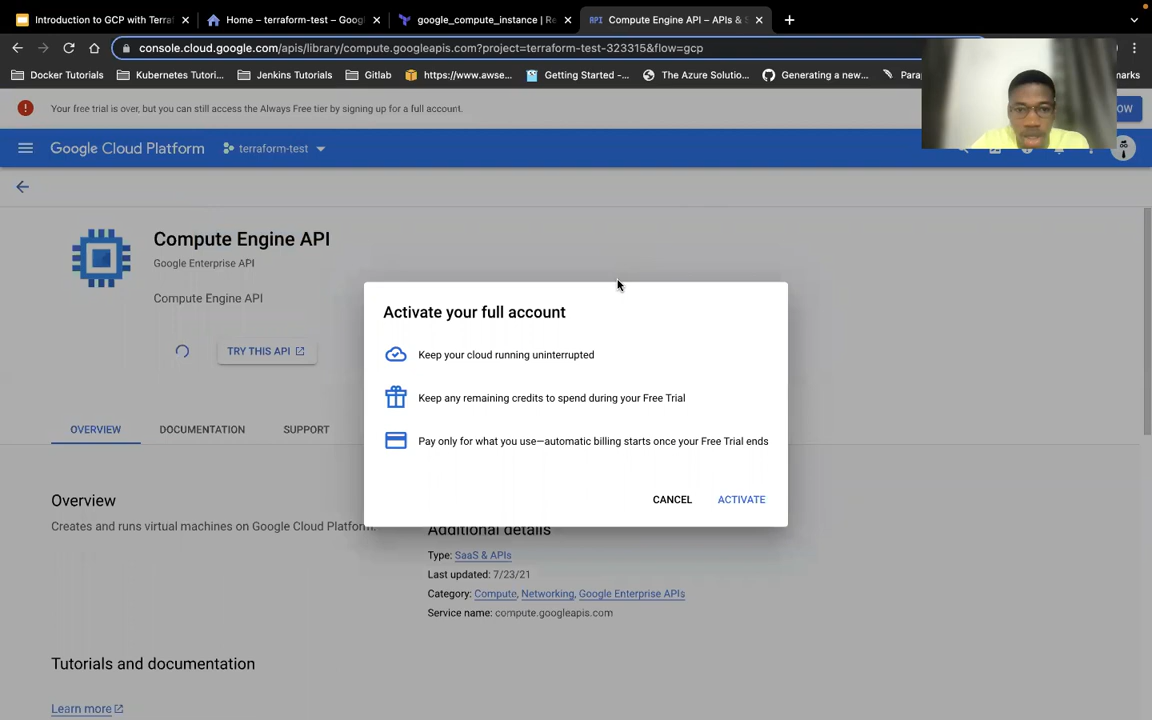 Introduction to GCP with Terraf
Home – terraform-test – Googl
google_compute_instance | Re
API Compute Engine API – APIs & S
console.cloud.google.com/apis/library/compute.googleapis.com?project=terraform-test-323315&flow=gcp
Docker Tutorials
Kubernetes Tutori...
Jenkins Tutorials
Gitlab
https://www.awse...
Getting Started -...
The Azure Solutio...
Generating a new...
Parap
marks
Your free trial is over, but you can still access the Always Free tier by signing up for a full account.
OW
Google Cloud Platform
terraform-test
Compute Engine API
Google Enterprise API
Compute Engine API
TRY THIS API
OVERVIEW
DOCUMENTATION
SUPPORT
Activate your full account
Keep your cloud running uninterrupted
Keep any remaining credits to spend during your Free Trial
Pay only for what you use—automatic billing starts once your Free Trial ends
CANCEL
ACTIVATE
Overview
Creates and runs virtual machines on Google Cloud Platform.
Additional details
Type: SaaS & APIs
Last updated: 7/23/21
Category: Compute, Networking, Google Enterprise APIs
Service name: compute.googleapis.com
Tutorials and documentation
Learn more